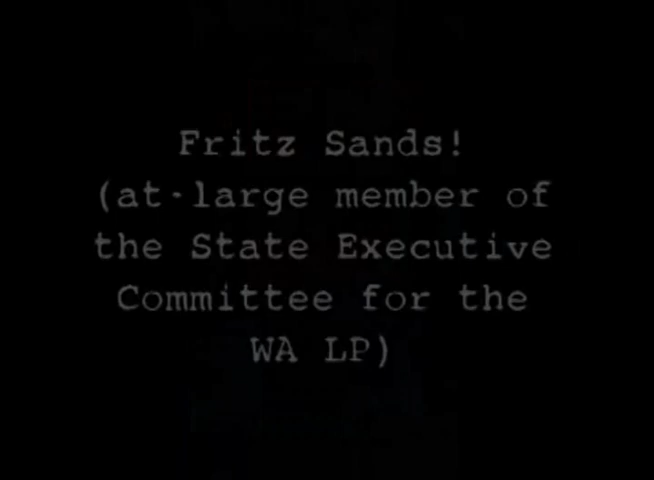 Fritz Sands!
(at-large member of
the State Executive
Committee for the
WA LP)